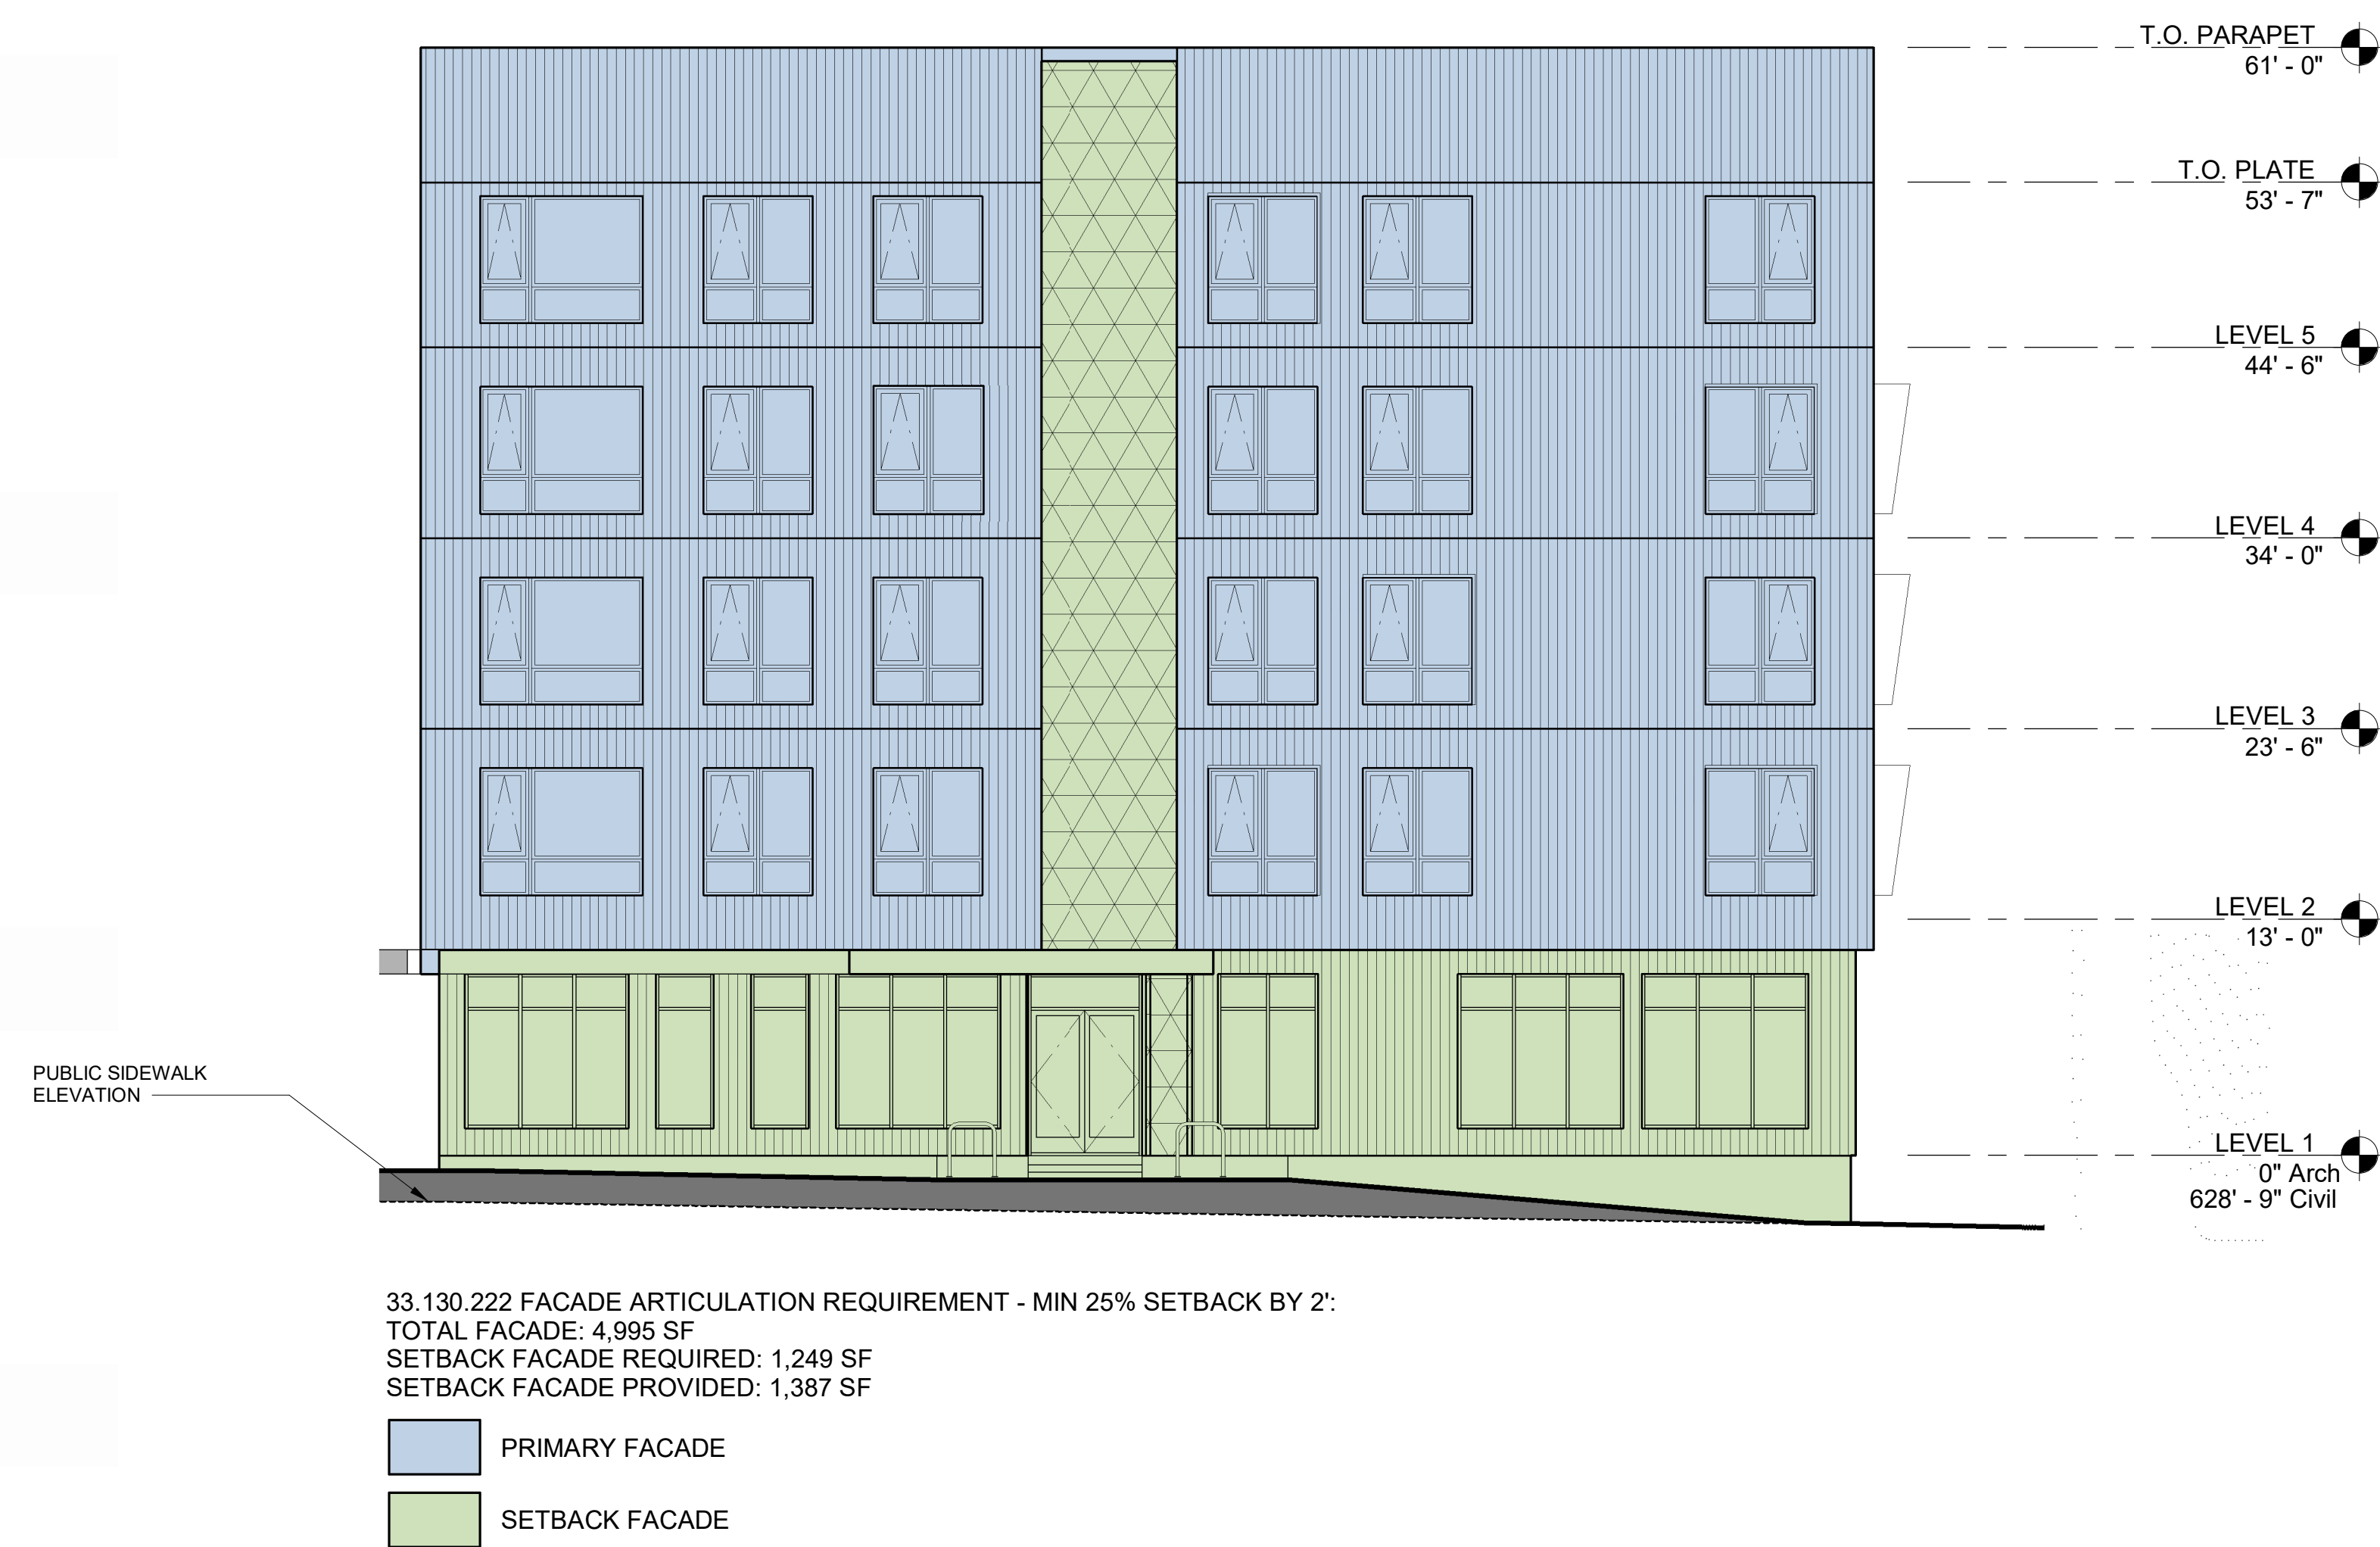 T.O. PARAPET
61' - 0"
T.O. PLATE
53' - 7"
LEVEL 5
44' - 6"
LEVEL 4
34' - 0"
LEVEL 3
23' - 6"
LEVEL 2
13' - 0"
PUBLIC SIDEWALK
ELEVATION
LEVEL 1
0" Arch
628' - 9" Civil
33.130.222 FACADE ARTICULATION REQUIREMENT - MIN 25% SETBACK BY 2':
TOTAL FACADE: 4,995 SF
SETBACK FACADE REQUIRED: 1,249 SF
SETBACK FACADE PROVIDED: 1,387 SF
PRIMARY FACADE
SETBACK FACADE